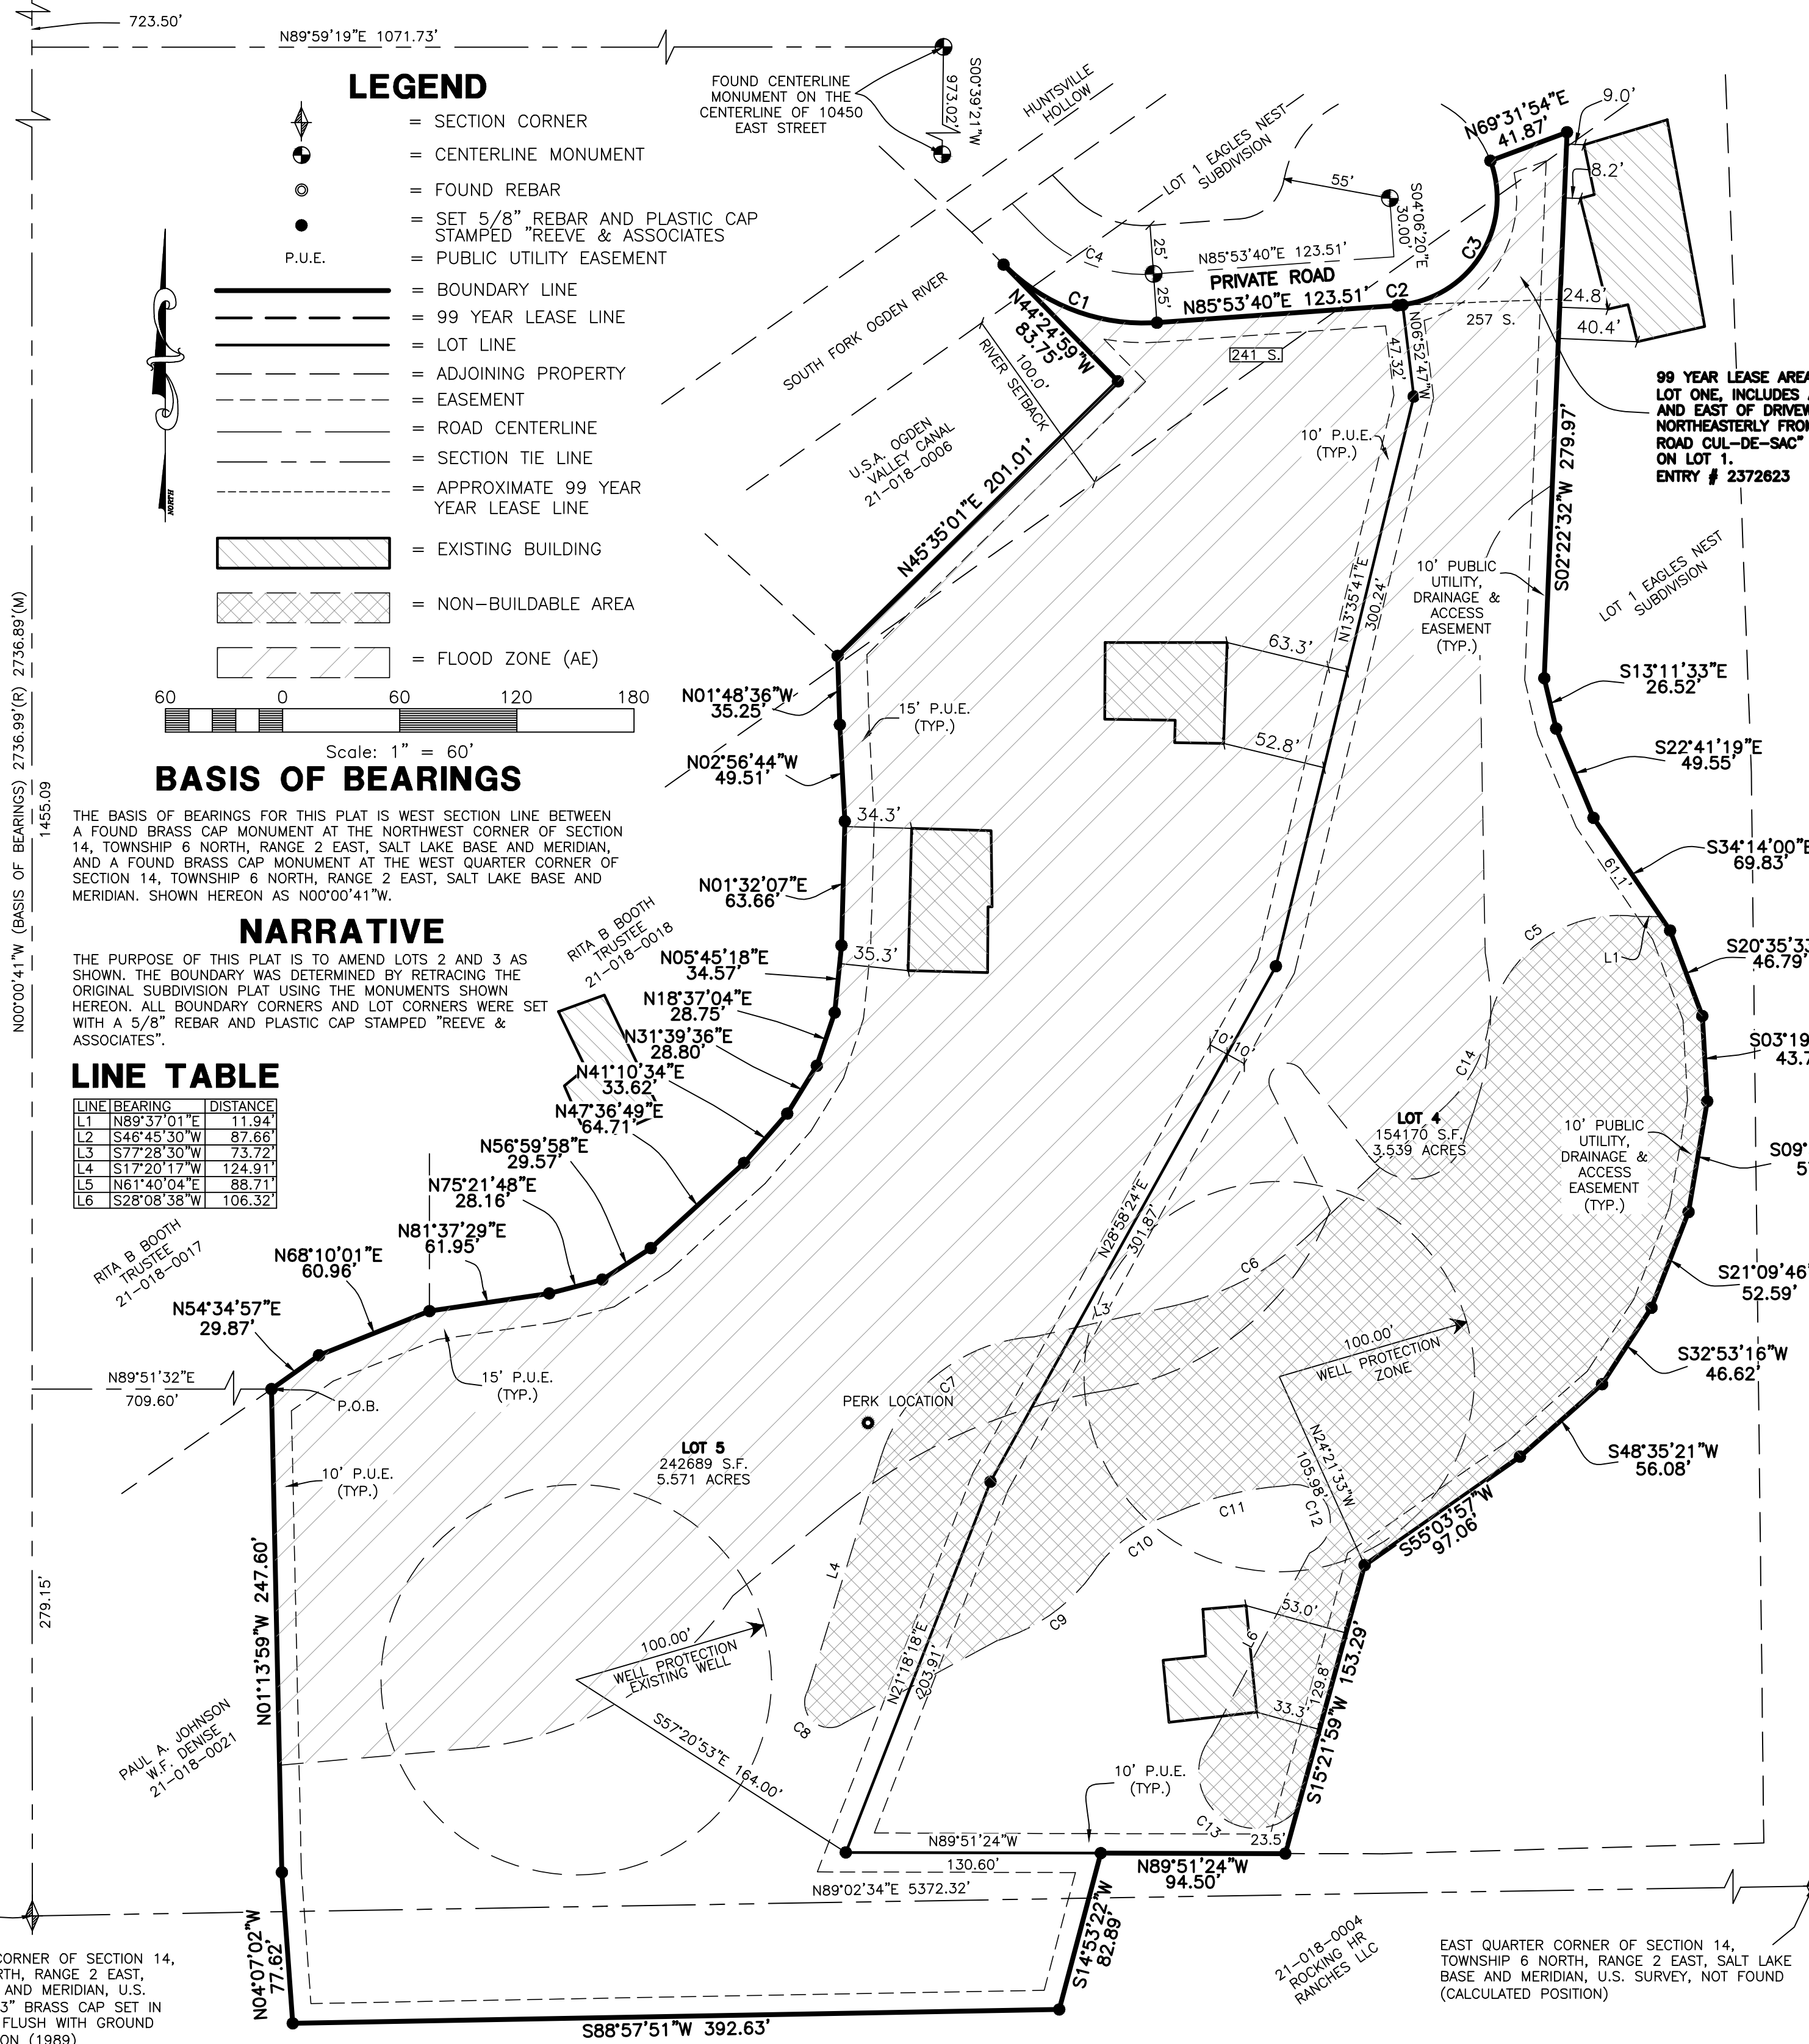 723.50'
N89°59'19"E 1071.73'
LEGEND
= SECTION CORNER
= CENTERLINE MONUMENT
= FOUND REBAR
= SET 5/8" REBAR AND PLASTIC CAP
STAMPED "REEVE & ASSOCIATES
P.U.E.
= PUBLIC UTILITY EASEMENT
= BOUNDARY LINE
= 99 YEAR LEASE LINE
= LOT LINE
= ADJOINING PROPERTY
= EASEMENT
= ROAD CENTERLINE
= SECTION TIE LINE
= APPROXIMATE 99 YEAR
YEAR LEASE LINE
= EXISTING BUILDING
= NON-BUILDABLE AREA
= FLOOD ZONE (AE)
60 0 60 120 180
Scale: 1" = 60'
BASIS OF BEARINGS
THE BASIS OF BEARINGS FOR THIS PLAT IS WEST SECTION LINE BETWEEN
A FOUND BRASS CAP MONUMENT AT THE NORTHWEST CORNER OF SECTION
14, TOWNSHIP 6 NORTH, RANGE 2 EAST, SALT LAKE BASE AND MERIDIAN,
AND A FOUND BRASS CAP MONUMENT AT THE WEST QUARTER CORNER OF
SECTION 14, TOWNSHIP 6 NORTH, RANGE 2 EAST, SALT LAKE BASE AND
MERIDIAN. SHOWN HEREON AS N00°00'41"W.
NARRATIVE
THE PURPOSE OF THIS PLAT IS TO AMEND LOTS 2 AND 3 AS
SHOWN. THE BOUNDARY WAS DETERMINED BY RETRACING THE
ORIGINAL SUBDIVISION PLAT USING THE MONUMENTS SHOWN
HEREON. ALL BOUNDARY CORNERS AND LOT CORNERS WERE SET
WITH A 5/8" REBAR AND PLASTIC CAP STAMPED "REEVE &
ASSOCIATES".
LINE TABLE
LINE BEARING DISTANCE
L1 N89°37'01"E 11.94'
L2 S46°45'30"W 87.66'
L3 S77°28'30"W 73.72'
L4 S17°20'17"W 124.91'
L5 N61°40'04"E 88.71'
L6 S28°08'38"W 106.32'
N00°00'41"W (BASIS OF BEARINGS) 2736.99'(R) 2736.89'(M)
1455.09
279.15'
FOUND CENTERLINE
MONUMENT ON THE
CENTERLINE OF 10450
EAST STREET
S00°39'21"W
973.02'
HUNTSVILLE
HOLLOW
LOT 1 EAGLES NEST
SUBDIVISION
N69°31'54"E
41.87'
9.0'
8.2'
55'
S04°06'20"E
30.00'
25'
25'
C4
N85°53'40"E 123.51'
PRIVATE ROAD
N85°53'40"E 123.51'
C1
C2
C3
24.8'
257 S.
40.4'
241 S.
SOUTH FORK OGDEN RIVER
N44°24'59"W
83.75'
100.0'
RIVER SETBACK
N06°52'47"W
47.32'
99 YEAR LEASE AREA
LOT ONE, INCLUDES
AND EAST OF
NORTHEASTERLY
ROAD CUL-DE-SAC"
ON LOT 1.
ENTRY # 2372623
U.S.A. OGDEN
VALLEY CANAL
21-018-0006
10' P.U.E.
(TYP.)
N45°35'01"E 201.01'
S02°22'32"W 279.97'
10' PUBLIC
UTILITY,
DRAINAGE &
ACCESS
EASEMENT
(TYP.)
LOT 1 EAGLES NEST
SUBDIVISION
N13°35'41"E
300.24'
63.3'
52.8'
S13°11'33"E
26.52'
S22°41'19"E
49.55'
S34°14'00"E
69.83'
61.1'
N01°48'36"W
35.25'
15' P.U.E.
(TYP.)
N02°56'44"W
49.51'
34.3'
N01°32'07"E
63.66'
35.3'
RITA B BOOTH
TRUSTEE
21-018-0018
N05°45'18"E
34.57'
N18°37'04"E
28.75'
N31°39'36"E
28.80'
N41°10'34"E
33.62'
N47°36'49"E
64.71'
N56°59'58"E
29.57'
N75°21'48"E
28.16'
N81°37'29"E
61.95'
N68°10'01"E
60.96'
N54°34'57"E
29.87'
RITA B BOOTH
TRUSTEE
21-018-0017
C5
L1
46.79'
10' 10'
C14
LOT 4
154170 S.F.
3.539 ACRES
10' PUBLIC
UTILITY,
DRAINAGE &
ACCESS
EASEMENT
(TYP.)
N28°58'24"E
301.87'
C6
L3
C7
S21°09'46"
52.59'
S32°53'16"W
46.62'
S48°35'21"W
56.08'
100.00'
WELL PROTECTION
ZONE
N89°51'32"E
709.60'
P.O.B.
15' P.U.E.
(TYP.)
PERK LOCATION
LOT 5
242689 S.F.
5.571 ACRES
10' P.U.E.
(TYP.)
N24°21'33"W
105.98'
C12
C11
C10
C9
S55°03'57"W
97.06'
L4
N01°13'59"W 247.60'
100.00'
WELL PROTECTION
EXISTING WELL
N21°18'18"E
203.91'
C8
53.0'
L6
33.3'
129.8'
S15°21'59"W 153.29'
S57°20'53"E 164.00'
PAUL A. JOHNSON
W.F. DENISE
21-018-0021
10' P.U.E.
(TYP.)
C13
23.5'
N89°51'24"W
130.60'
N89°51'24"W
94.50'
N89°02'34"E 5372.32'
N04°07'02"W
77.62'
S14°53'22"W
82.89'
S88°57'51"W 392.63'
21-018-0004
ROCKING HR
RANCHES LLC
CORNER OF SECTION 14,
RANGE 2 EAST,
AND MERIDIAN, U.S.
3" BRASS CAP SET IN
FLUSH WITH GROUND
(1989)
EAST QUARTER CORNER OF SECTION 14,
TOWNSHIP 6 NORTH, RANGE 2 EAST, SALT LAKE
BASE AND MERIDIAN, U.S. SURVEY, NOT FOUND
(CALCULATED POSITION)